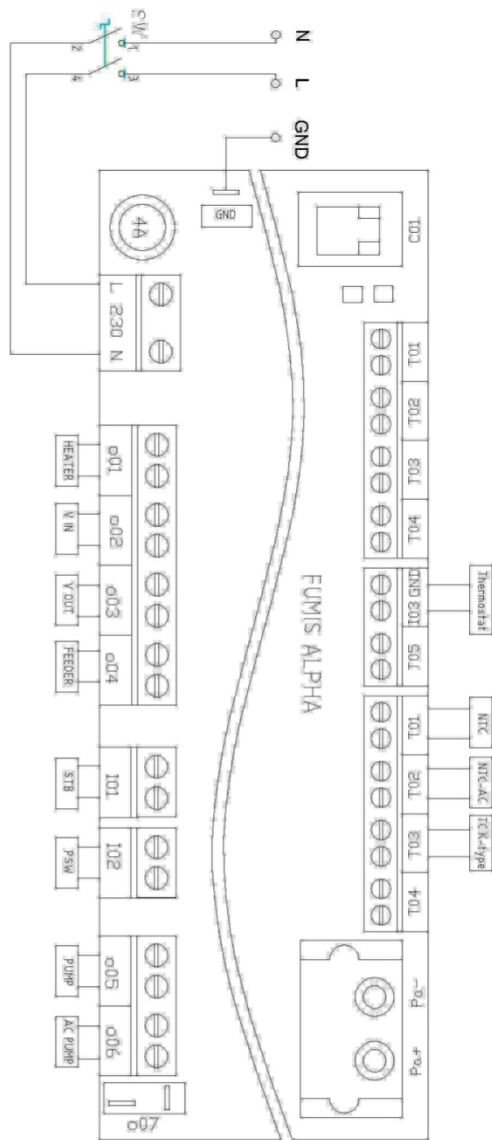 SW
N
L
GND
2
1
4
3
GND
4A
L 230 N
C01
T01
T02
T03
T04
GND
I03
T05
T01
T02
T03
T04
Thermostat
NTC
NTC-AC
TC K-type
FUMIS ALPHA
o01
o02
o03
o04
I01
I02
o05
o06
o07
HEATER
V IN
V OUT
FEEDER
STB
PSW
PUMP
AC PUMP
Pa-
Pa+